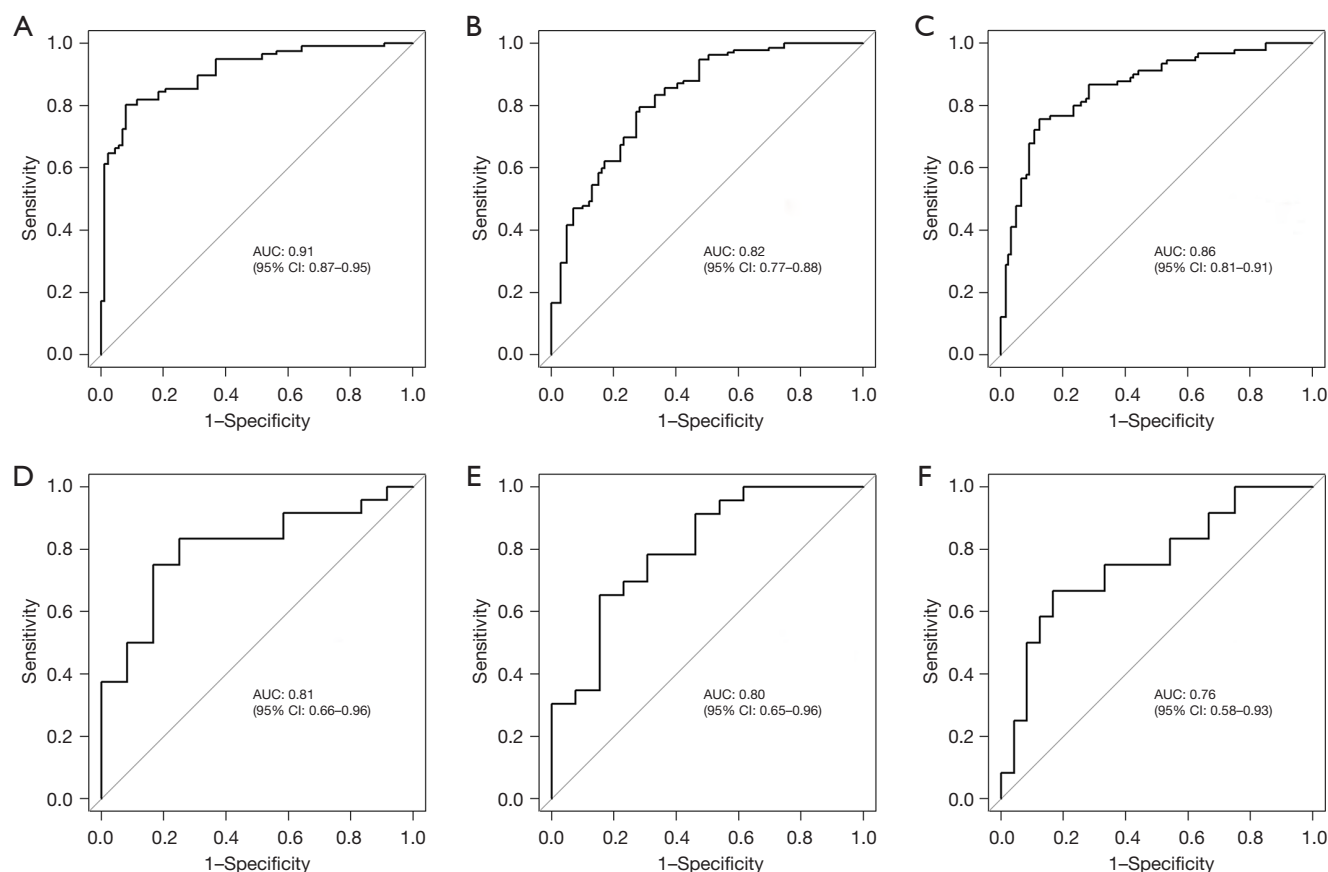 A
1.0
0.8
0.6
0.4
0.2
0.0
Sensitivity
AUC: 0.91
(95% CI: 0.87–0.95)
0.0 0.2 0.4 0.6 0.8 1.0
1–Specificity
B
1.0
0.8
0.6
0.4
0.2
0.0
Sensitivity
AUC: 0.82
(95% CI: 0.77–0.88)
0.0 0.2 0.4 0.6 0.8 1.0
1–Specificity
C
1.0
0.8
0.6
0.4
0.2
0.0
Sensitivity
AUC: 0.86
(95% CI: 0.81–0.91)
0.0 0.2 0.4 0.6 0.8 1.0
1–Specificity
D
1.0
0.8
0.6
0.4
0.2
0.0
Sensitivity
AUC: 0.81
(95% CI: 0.66–0.96)
0.0 0.2 0.4 0.6 0.8 1.0
1–Specificity
E
1.0
0.8
0.6
0.4
0.2
0.0
Sensitivity
AUC: 0.80
(95% CI: 0.65–0.96)
0.0 0.2 0.4 0.6 0.8 1.0
1–Specificity
F
1.0
0.8
0.6
0.4
0.2
0.0
Sensitivity
AUC: 0.76
(95% CI: 0.58–0.93)
0.0 0.2 0.4 0.6 0.8 1.0
1–Specificity